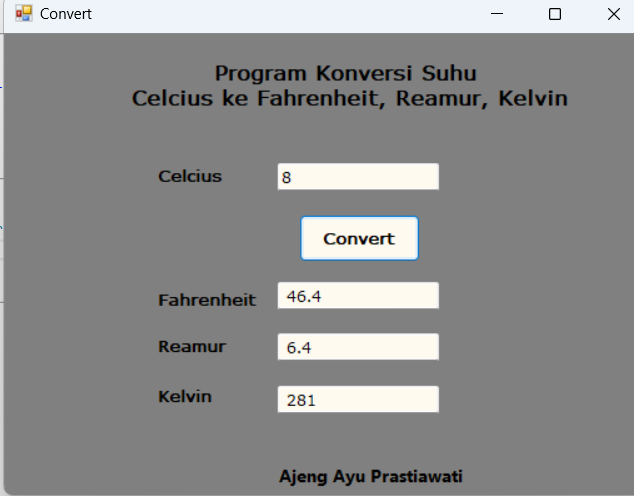 Convert
Program Konversi Suhu
Celcius ke Fahrenheit, Reamur, Kelvin
Celcius 8
Convert
Fahrenheit 46.4
Reamur 6.4
Kelvin 281
Ajeng Ayu Prastiawati